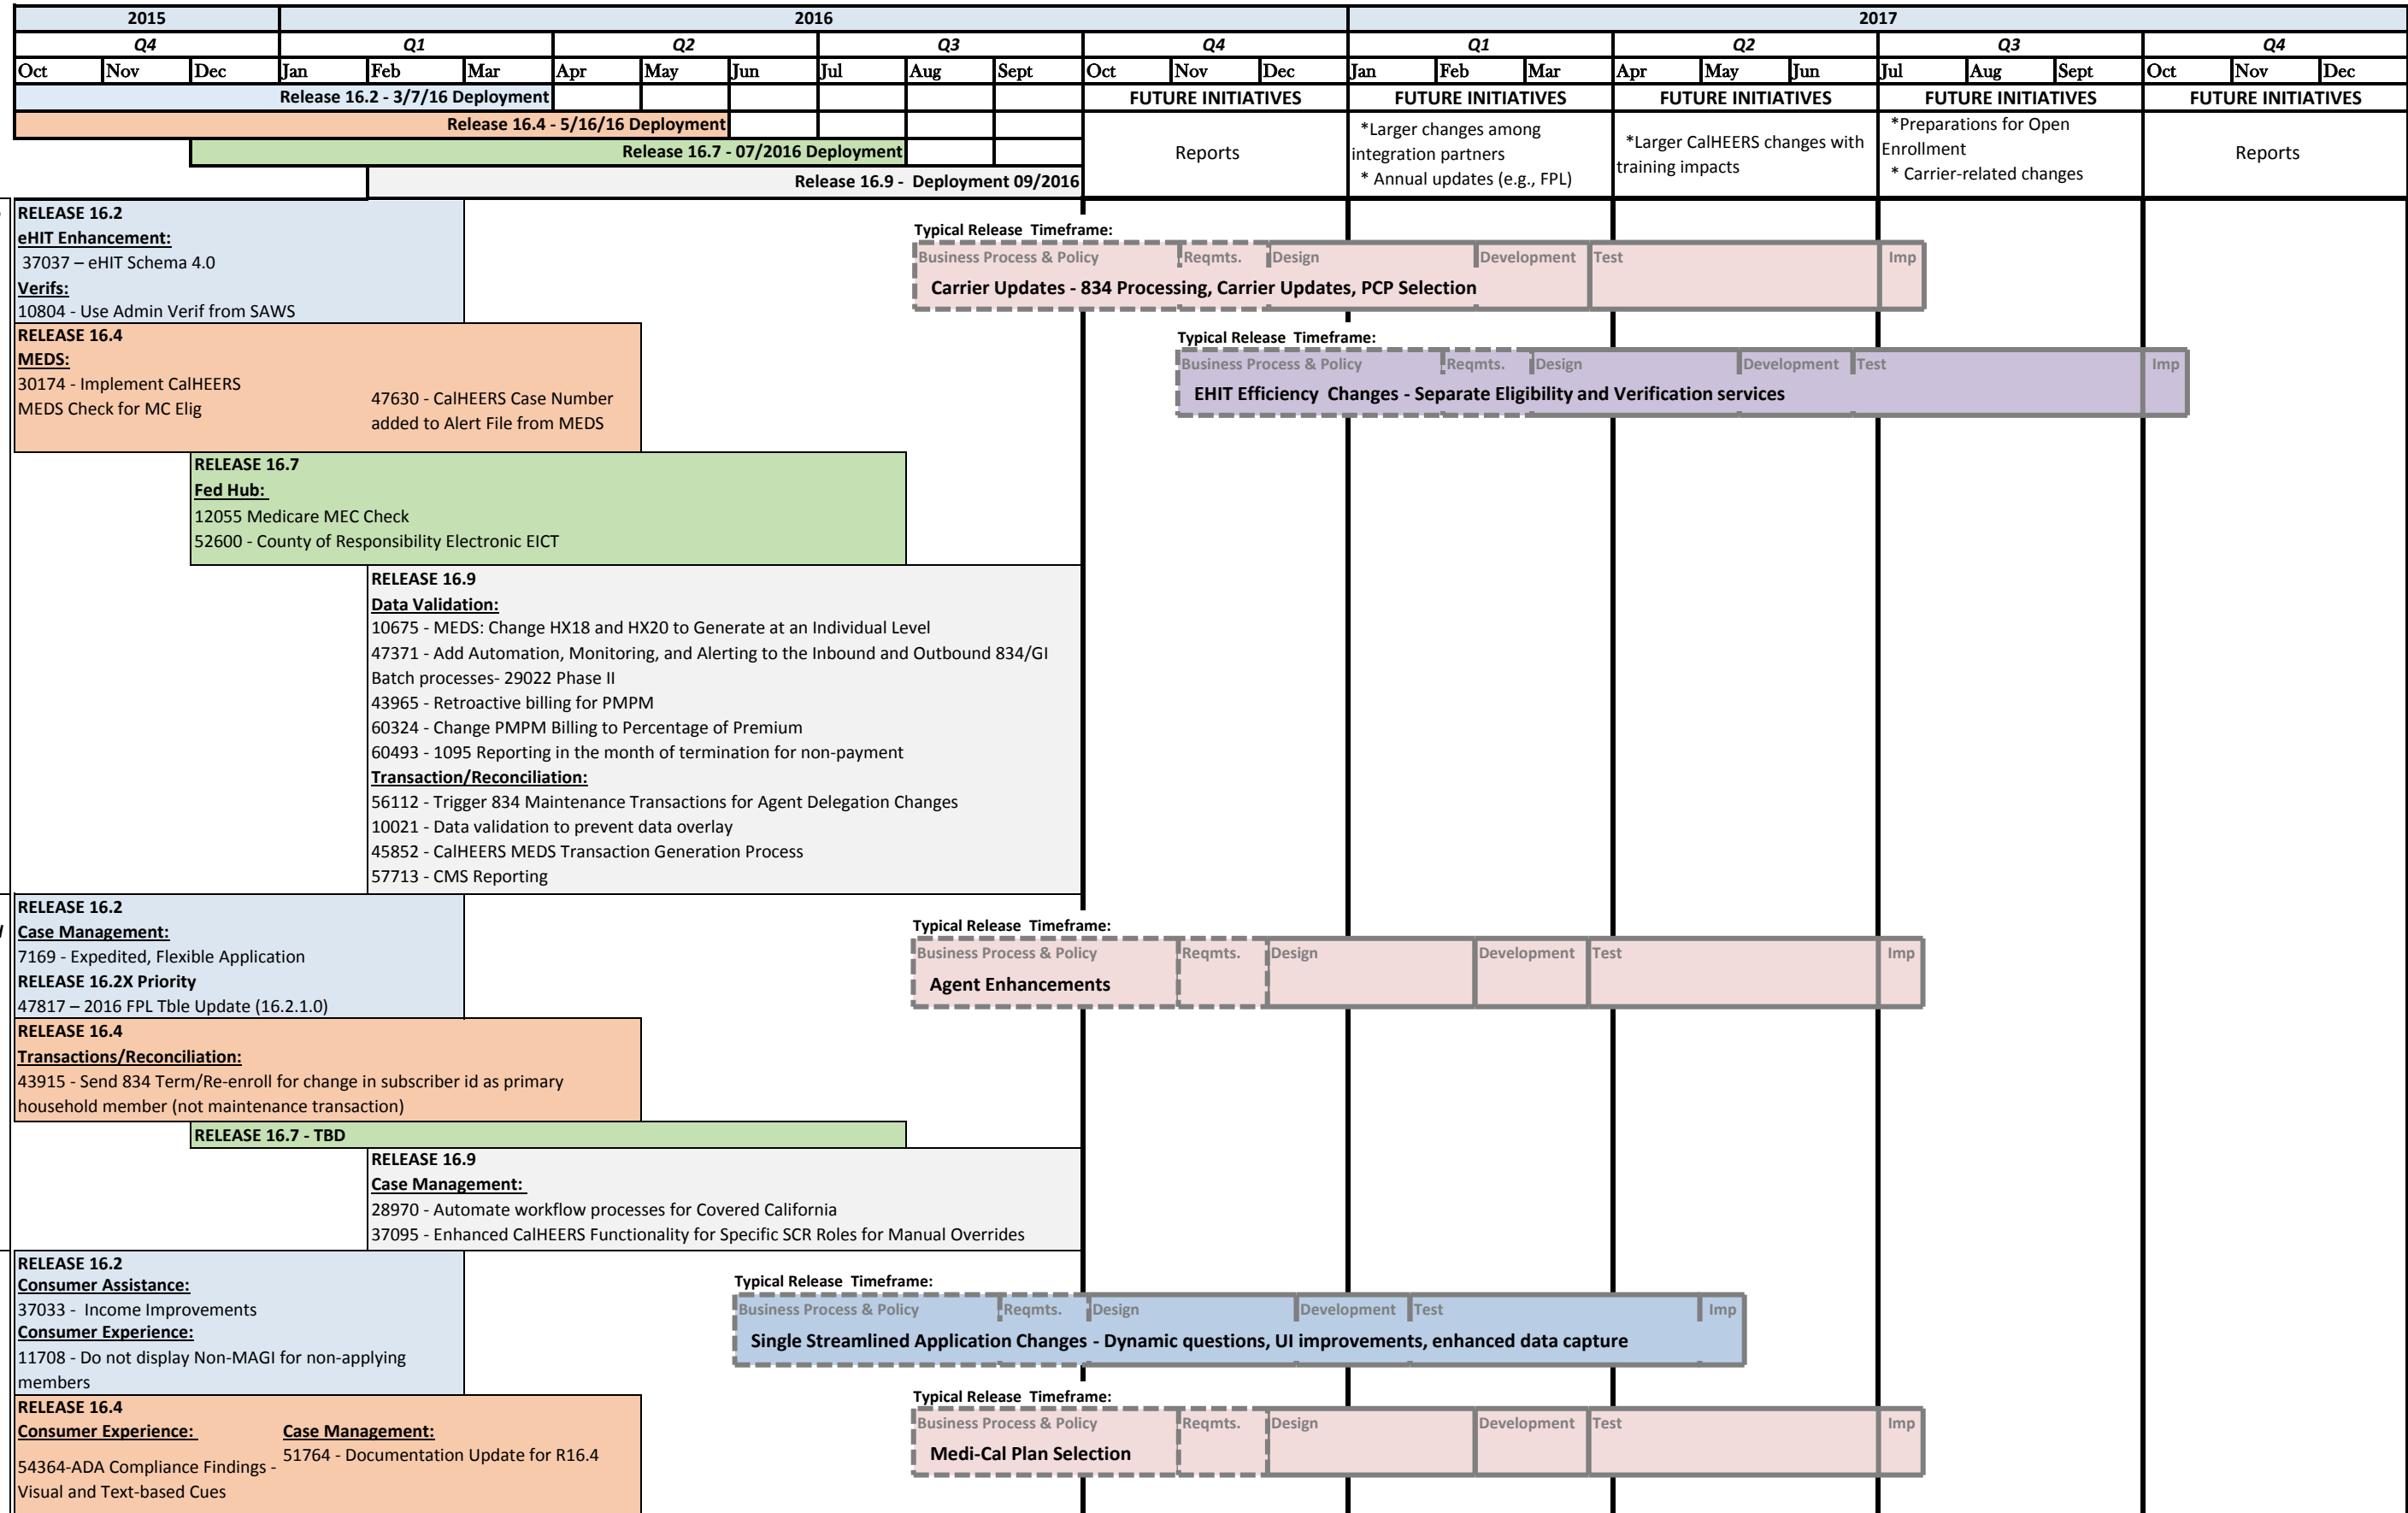 2015 2016 2017
Q4 Q1 Q2 Q3 Q4 Q1 Q2 Q3 Q4
Oct Nov Dec Jan Feb Mar Apr May Jun Jul Aug Sept Oct Nov Dec Jan Feb Mar Apr May Jun Jul Aug Sept Oct Nov Dec
Release 16.2 - 3/7/16 Deployment
Release 16.4 - 5/16/16 Deployment
Release 16.7 - 07/2016 Deployment
Release 16.9 - Deployment 09/2016
FUTURE INITIATIVES
Reports
FUTURE INITIATIVES
*Larger changes among
integration partners
* Annual updates (e.g., FPL)
FUTURE INITIATIVES
*Larger CalHEERS changes with
training impacts
FUTURE INITIATIVES
*Preparations for Open
Enrollment
* Carrier-related changes
FUTURE INITIATIVES
Reports
RELEASE 16.2
eHIT Enhancement:
37037 – eHIT Schema 4.0
Verifs:
10804 - Use Admin Verif from SAWS
Typical Release Timeframe:
Business Process & Policy Reqmts. Design Development Test Imp
Carrier Updates - 834 Processing, Carrier Updates, PCP Selection
RELEASE 16.4
MEDS:
30174 - Implement CalHEERS
MEDS Check for MC Elig
47630 - CalHEERS Case Number
added to Alert File from MEDS
Typical Release Timeframe:
Business Process & Policy Reqmts. Design Development Test Imp
EHIT Efficiency Changes - Separate Eligibility and Verification services
RELEASE 16.7
Fed Hub:
12055 Medicare MEC Check
52600 - County of Responsibility Electronic EICT
RELEASE 16.9
Data Validation:
10675 - MEDS: Change HX18 and HX20 to Generate at an Individual Level
47371 - Add Automation, Monitoring, and Alerting to the Inbound and Outbound 834/GI
Batch processes- 29022 Phase II
43965 - Retroactive billing for PMPM
60324 - Change PMPM Billing to Percentage of Premium
60493 - 1095 Reporting in the month of termination for non-payment
Transaction/Reconciliation:
56112 - Trigger 834 Maintenance Transactions for Agent Delegation Changes
10021 - Data validation to prevent data overlay
45852 - CalHEERS MEDS Transaction Generation Process
57713 - CMS Reporting
RELEASE 16.2
Case Management:
7169 - Expedited, Flexible Application
RELEASE 16.2X Priority
47817 – 2016 FPL Tble Update (16.2.1.0)
Typical Release Timeframe:
Business Process & Policy Reqmts. Design Development Test Imp
Agent Enhancements
RELEASE 16.4
Transactions/Reconciliation:
43915 - Send 834 Term/Re-enroll for change in subscriber id as primary
household member (not maintenance transaction)
RELEASE 16.7 - TBD
RELEASE 16.9
Case Management:
28970 - Automate workflow processes for Covered California
37095 - Enhanced CalHEERS Functionality for Specific SCR Roles for Manual Overrides
RELEASE 16.2
Consumer Assistance:
37033 - Income Improvements
Consumer Experience:
11708 - Do not display Non-MAGI for non-applying
members
Typical Release Timeframe:
Business Process & Policy Reqmts. Design Development Test Imp
Single Streamlined Application Changes - Dynamic questions, UI improvements, enhanced data capture
RELEASE 16.4
Consumer Experience:
54364-ADA Compliance Findings -
Visual and Text-based Cues
Case Management:
51764 - Documentation Update for R16.4
Typical Release Timeframe:
Business Process & Policy Reqmts. Design Development Test Imp
Medi-Cal Plan Selection